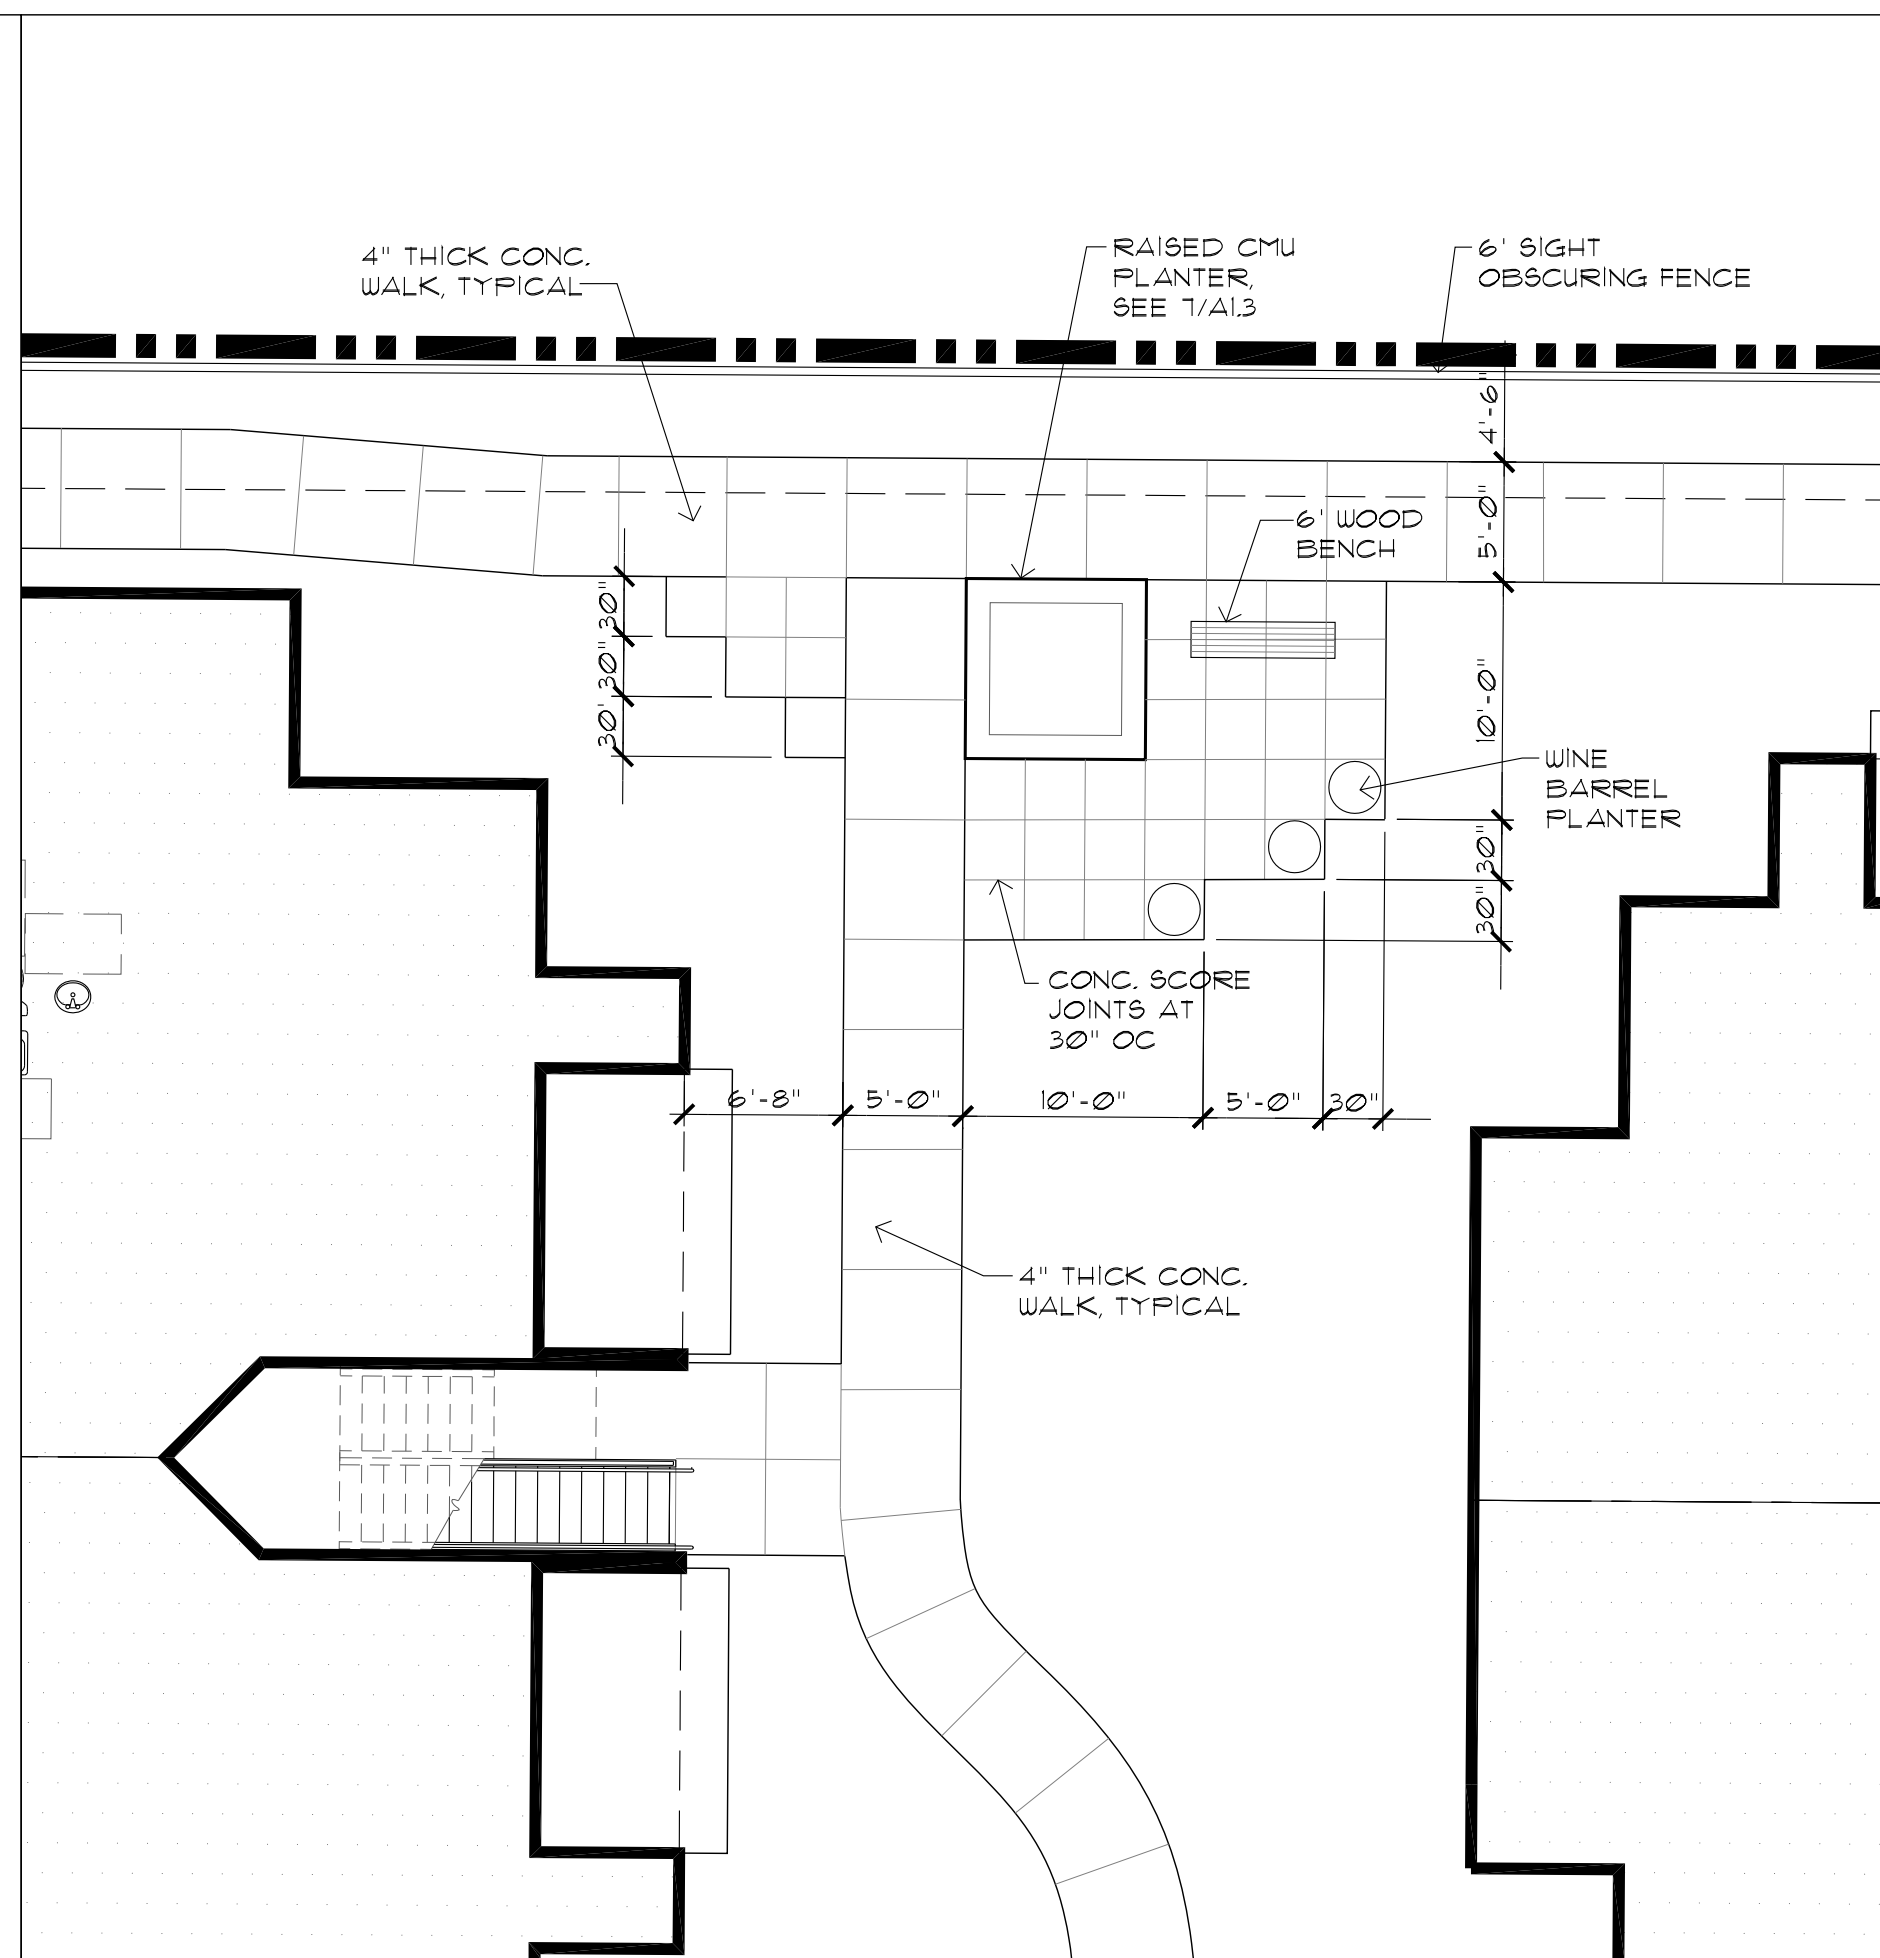 4" THICK CONC.
WALK, TYPICAL
RAISED CMU
PLANTER,
SEE 7/A1.3
6' SIGHT
OBSCURING FENCE
4'-6"
5'-0"
6' WOOD
BENCH
30"
30"
30"
10'-0"
WINE
BARREL
PLANTER
30"
30"
CONC. SCORE
JOINTS AT
30" OC
6'-8"
5'-0"
10'-0"
5'-0"
30"
4" THICK CONC.
WALK, TYPICAL